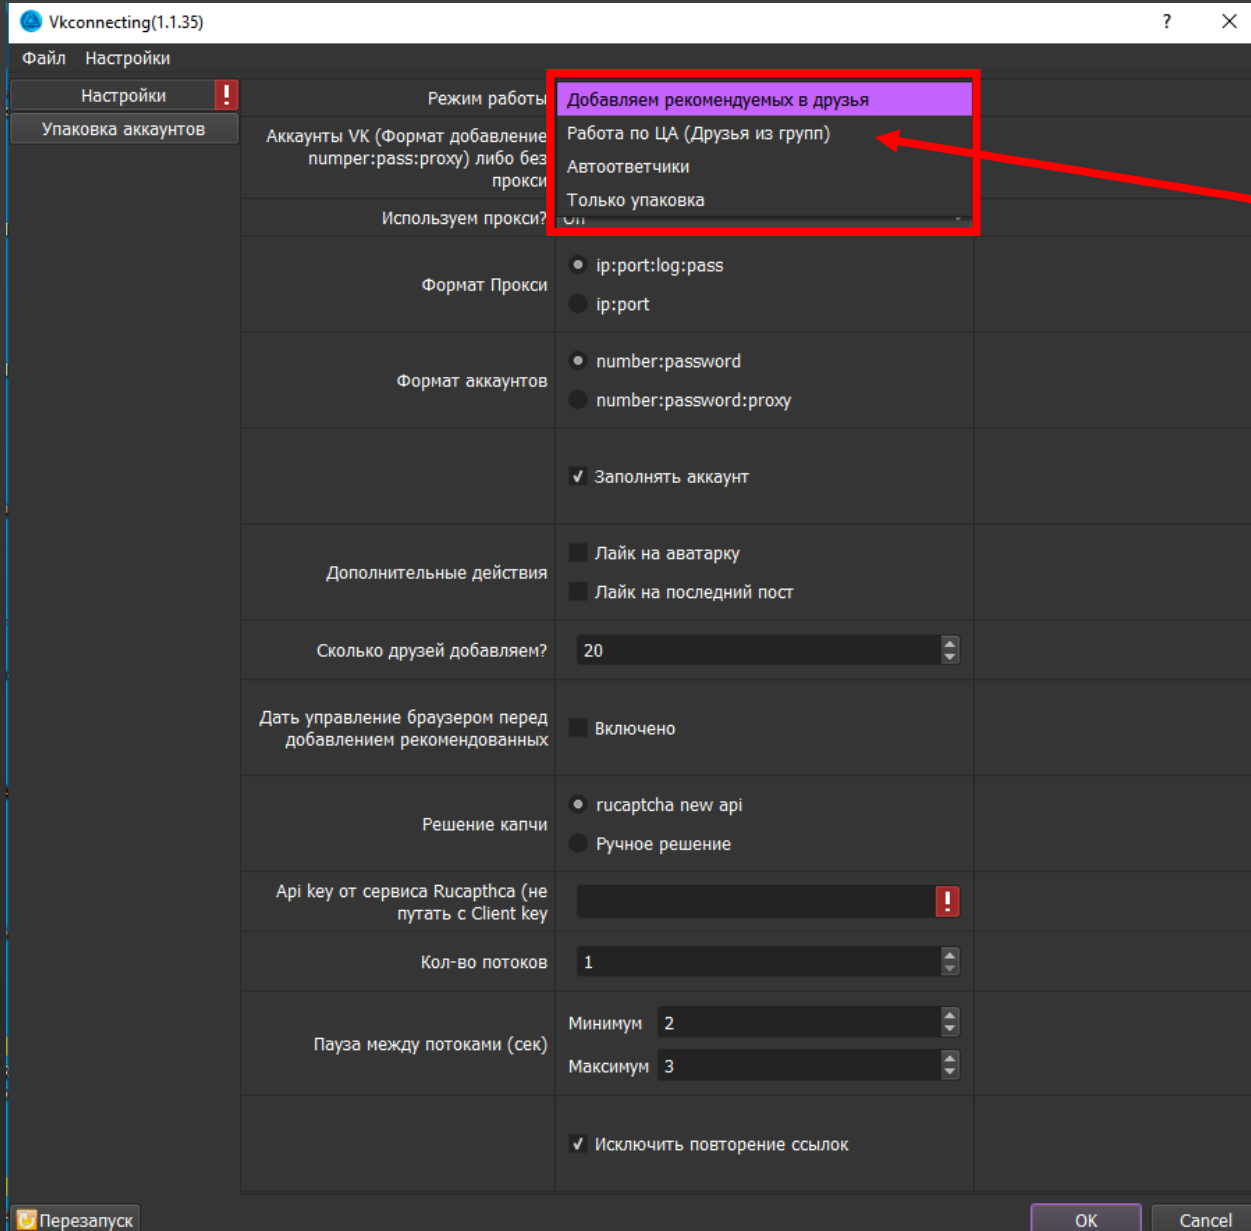 Vkconnecting(1.1.35)
?
Файл Настройки
Настройки
Упаковка аккаунтов
Режим работы
Добавляем рекомендуемых в друзья
Работа по ЦА (Друзья из групп)
Автоответчики
Только упаковка
Аккаунты VK (Формат добавление
numper:pass:proxy) либо без
прокси
Используем прокси?
Формат Прокси
ip:port:log:pass
ip:port
Формат аккаунтов
number:password
number:password:proxy
Заполнять аккаунт
Дополнительные действия
Лайк на аватарку
Лайк на последний пост
Сколько друзей добавляем?
20
Дать управление браузером перед
добавлением рекомендованных
Включено
Решение капчи
rucaptcha new api
Ручное решение
Api key от сервиса Rucapthca (не
путать с Client key
Кол-во потоков
1
Пауза между потоками (сек)
Минимум 2
Максимум 3
Исключить повторение ссылок
Перезапуск
OK
Cancel